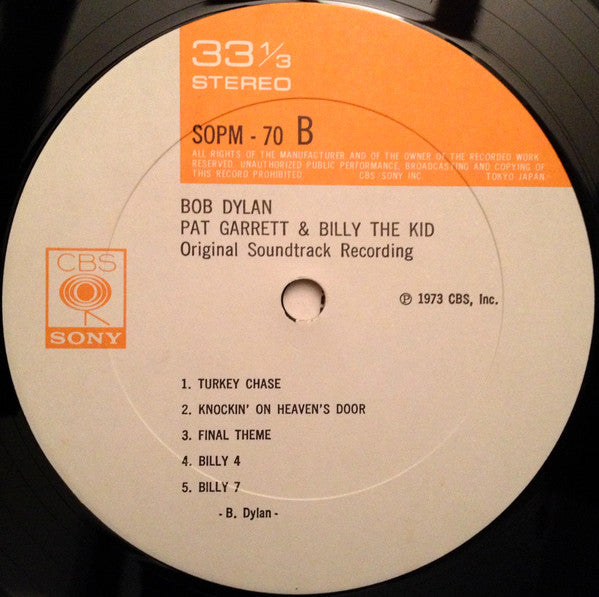 33 1/3
STEREO
SOPM - 70 B
ALL RIGHTS OF THE MANUFACTURER AND OF THE OWNER OF THE RECORDED WORK
RESERVED. UNAUTHORIZED PUBLIC PERFORMANCE, BROADCASTING AND COPYING OF
THIS RECORD PROHIBITED. CBS/SONY INC. TOKYO JAPAN.
BOB DYLAN
PAT GARRETT & BILLY THE KID
Original Soundtrack Recording
CBS
SONY
℗ 1973 CBS, Inc.
1. TURKEY CHASE
2. KNOCKIN' ON HEAVEN'S DOOR
3. FINAL THEME
4. BILLY 4
5. BILLY 7
- B. Dylan -